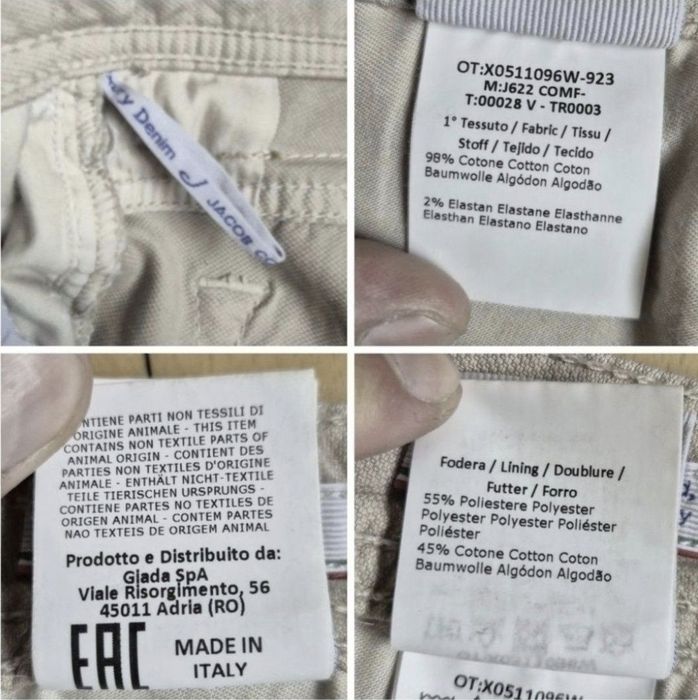 Denim J JACOB
OT:X0511096W-923
M:J622 COMF-
T:00028 V - TR0003
1° Tessuto / Fabric / Tissu /
Stoff / Tejido / Tecido
98% Cotone Cotton Coton
Baumwolle Algódon Algodão
2% Elastan Elastane Elasthanne
Elasthan Elastano Elastano
NTIENE PARTI NON TESSILI DI
ORIGINE ANIMALE - THIS ITEM
CONTAINS NON TEXTILE PARTS OF
ANIMAL ORIGIN - CONTIENT DES
PARTIES NON TEXTILES D'ORIGINE
ANIMALE - ENTHÄLT NICHT-TEXTILE
TEILE TIERISCHEN URSPRUNGS -
CONTIENE PARTES NO TEXTILES DE
ORIGEN ANIMAL - CONTEM PARTES
NAO TEXTEIS DE ORIGEM ANIMAL
Prodotto e Distribuito da:
Giada SpA
Viale Risorgimento, 56
45011 Adria (RO)
EAC MADE IN
ITALY
Fodera / Lining / Doublure /
Futter / Forro
55% Poliestere Polyester
Polyester Polyester Poliéster
Poliéster
45% Cotone Cotton Coton
Baumwolle Algódon Algodão
OT:X0511096W